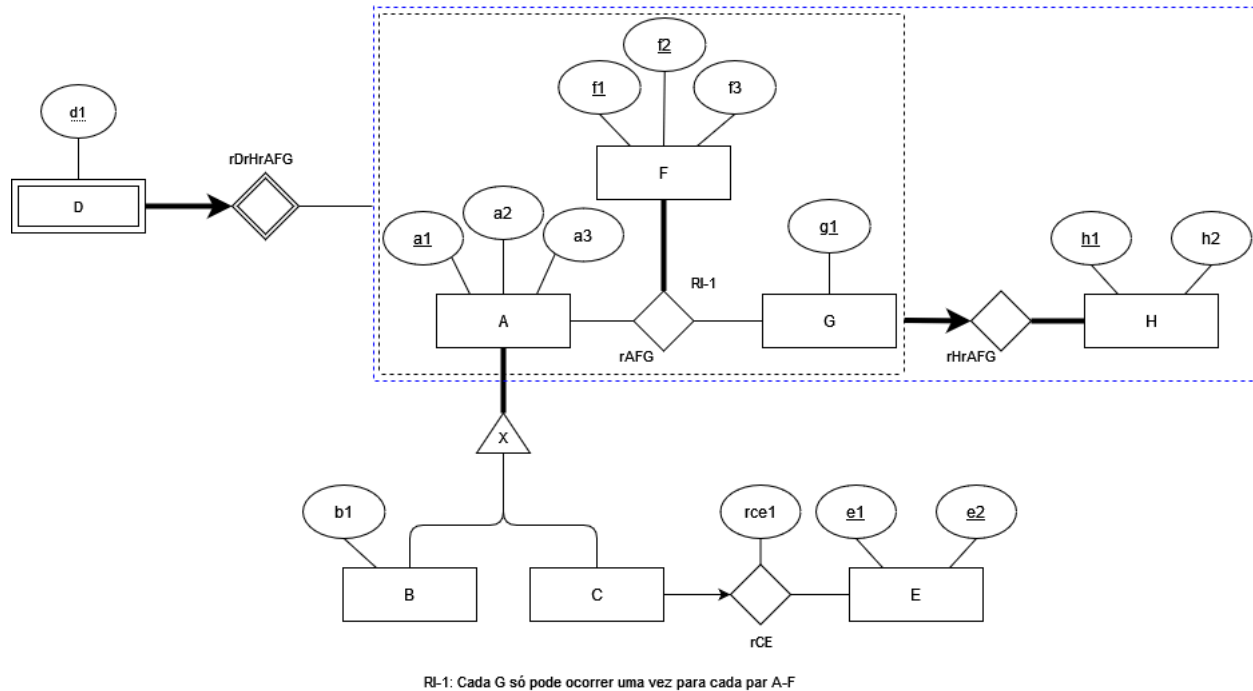 f2
f1
f3
d1
rDrHrAFG
F
D
a1
a2
a3
g1
h1
h2
RI-1
A
G
H
rAFG
rHrAFG
X
b1
rce1
e1
e2
B
C
E
rCE
RI-1: Cada G só pode ocorrer uma vez para cada par A-F